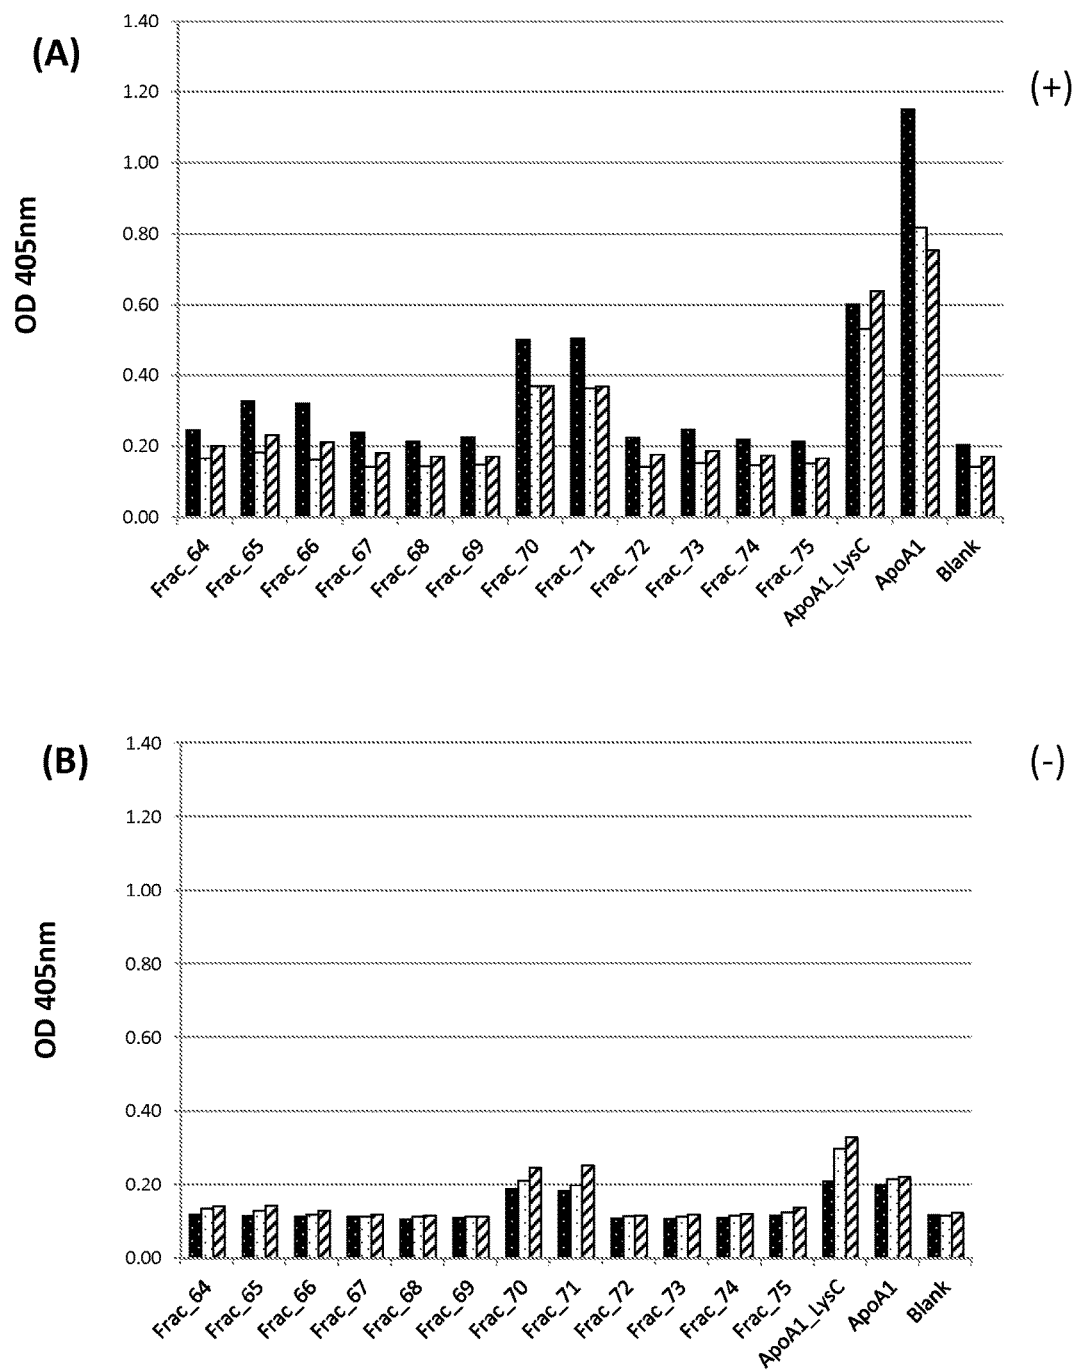 (A)
(+)
OD 405nm
1.40
1.20
1.00
0.80
0.60
0.40
0.20
0.00
Frac_64
Frac_65
Frac_66
Frac_67
Frac_68
Frac_69
Frac_70
Frac_71
Frac_72
Frac_73
Frac_74
Frac_75
ApoA1_LysC
ApoA1
Blank
(B)
(-)
OD 405nm
1.40
1.20
1.00
0.80
0.60
0.40
0.20
0.00
Frac_64
Frac_65
Frac_66
Frac_67
Frac_68
Frac_69
Frac_70
Frac_71
Frac_72
Frac_73
Frac_74
Frac_75
ApoA1_LysC
ApoA1
Blank